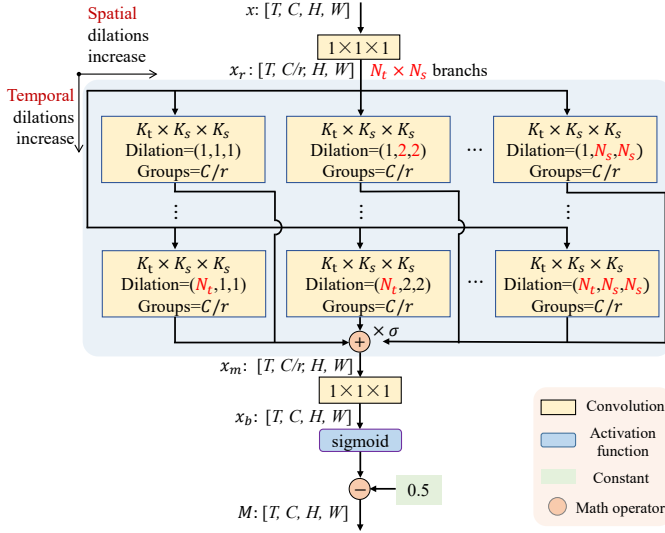 x: [T, C, H, W]
Spatial
dilations
increase
1×1×1
x_r: [T, C/r, H, W]
N_t × N_s branchs
Temporal
dilations
increase
K_t × K_s × K_s
Dilation=(1,1,1)
Groups=C/r
K_t × K_s × K_s
Dilation=(1,2,2)
Groups=C/r
...
K_t × K_s × K_s
Dilation=(1,N_s,N_s)
Groups=C/r
⋮
⋮
⋮
K_t × K_s × K_s
Dilation=(N_t,1,1)
Groups=C/r
K_t × K_s × K_s
Dilation=(N_t,2,2)
Groups=C/r
...
K_t × K_s × K_s
Dilation=(N_t,N_s,N_s)
Groups=C/r
+
× σ
x_m: [T, C/r, H, W]
1×1×1
x_b: [T, C, H, W]
sigmoid
−
0.5
M: [T, C, H, W]
Convolution
Activation
function
Constant
Math operator